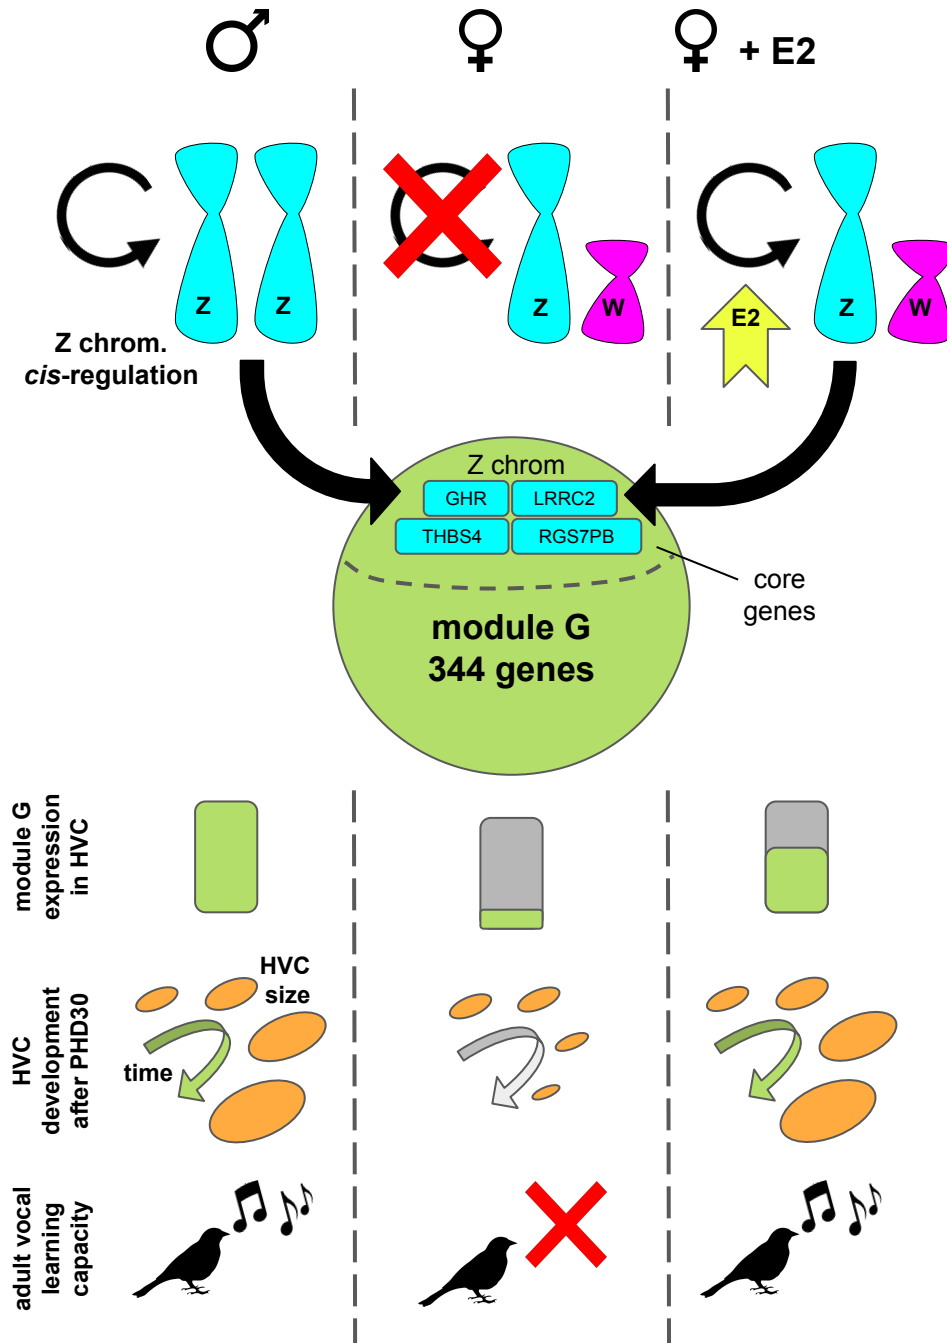 ♂ ♀ ♀ + E2
Z Z
Z W
E2 Z W
Z chrom.
cis-regulation
Z chrom
GHR LRRC2
THBS4 RGS7PB
core
genes
module G
344 genes
module G
expression
in HVC
HVC
development
after PHD30
HVC
size
time
adult vocal
learning
capacity